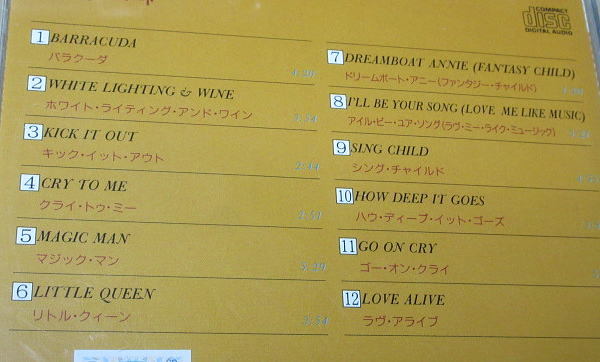 COMPACT
disc
DIGITAL AUDIO
1 BARRACUDA
バラクーダ
2 WHITE LIGHTING & WINE
ホワイト・ライティング・アンド・ワイン
3 KICK IT OUT
キック・イット・アウト
2:44
4 CRY TO ME
クライ・トゥ・ミー
2:51
5 MAGIC MAN
マジック・マン
5:29
6 LITTLE QUEEN
リトル・クィーン
7 DREAMBOAT ANNIE (FANTASY CHILD)
ドリームボート・アニー(ファンタジー・チャイルド)
8 I'LL BE YOUR SONG (LOVE ME LIKE MUSIC)
アイル・ビー・ユア・ソング(ラヴ・ミー・ライク・ミュージック)
9 SING CHILD
シング・チャイルド
10 HOW DEEP IT GOES
ハウ・ディープ・イット・ゴーズ
11 GO ON CRY
ゴー・オン・クライ
12 LOVE ALIVE
ラヴ・アライブ